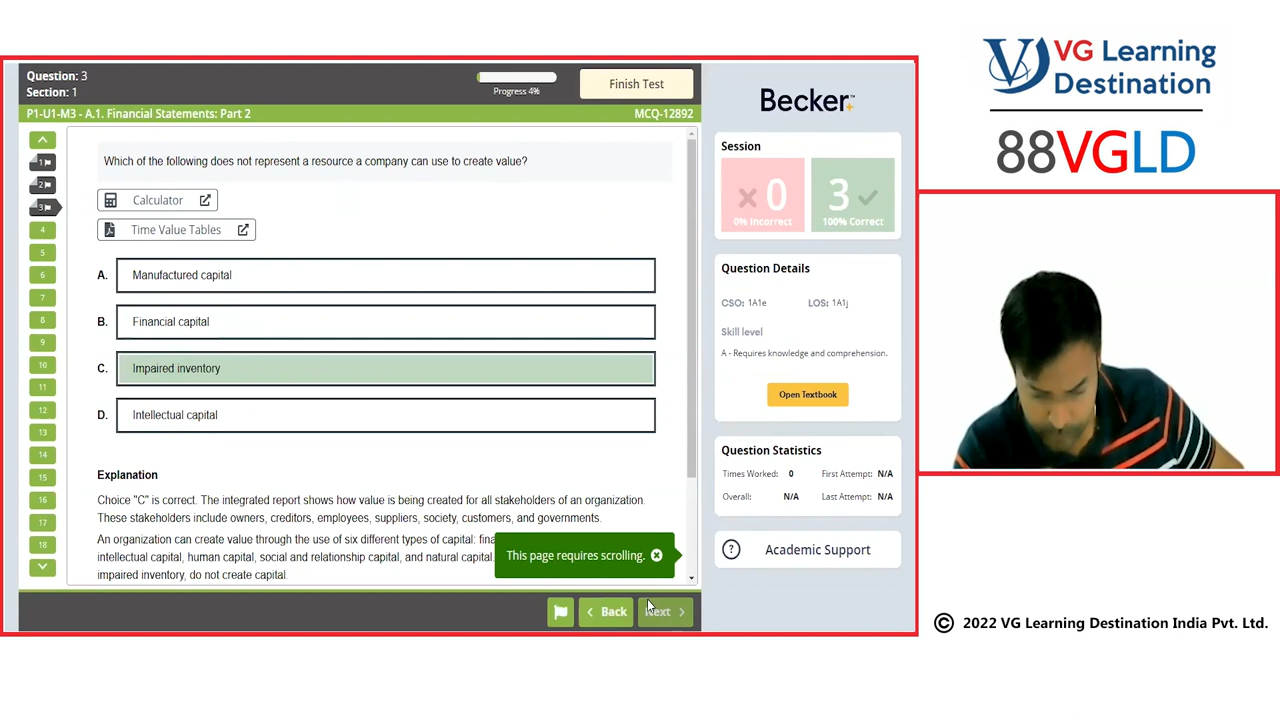 Question: 3
Section: 1
Progress 4%
Finish Test
P1-U1-M3 - A.1. Financial Statements: Part 2
MCQ-12892
1
2
3
4
5
6
7
8
9
10
11
12
13
14
15
16
17
18
Which of the following does not represent a resource a company can use to create value?
Calculator
Time Value Tables
A. Manufactured capital
B. Financial capital
C. Impaired inventory
D. Intellectual capital
Explanation
Choice "C" is correct. The integrated report shows how value is being created for all stakeholders of an organization.
These stakeholders include owners, creditors, employees, suppliers, society, customers, and governments.
An organization can create value through the use of six different types of capital:
intellectual capital, human capital, social and relationship capital, and natural capital.
impaired inventory, do not create capital.
This page requires scrolling.
Back
Next
Becker
Session
0
0% Incorrect
3
100% Correct
Question Details
CSO: 1A1e LOS: 1A1j
Skill level
A - Requires knowledge and comprehension.
Open Textbook
Question Statistics
Times Worked: 0 First Attempt: N/A
Overall: N/A Last Attempt: N/A
? Academic Support
VG Learning
Destination
88VGLD
© 2022 VG Learning Destination India Pvt. Ltd.